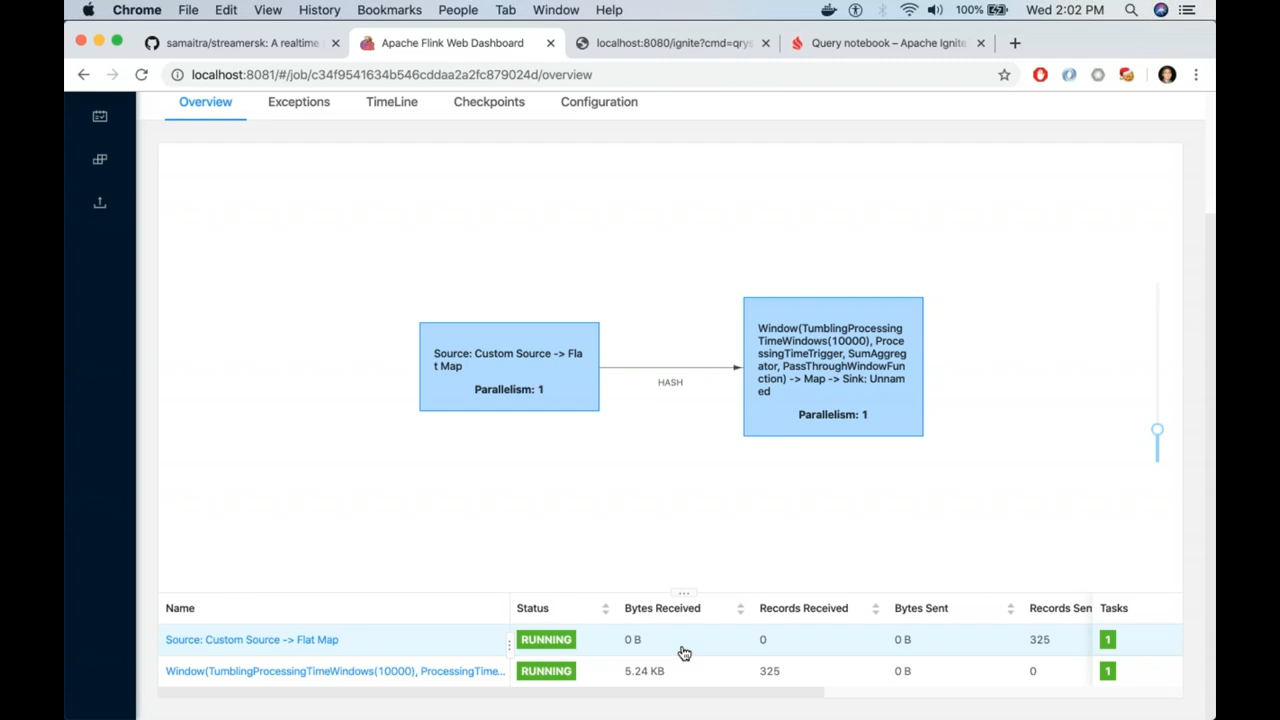 Chrome File Edit View History Bookmarks People Tab Window Help 100% Wed 2:02 PM
samaitra/streamersk: A realtime Apache Flink Web Dashboard localhost:8080/ignite?cmd=qrys Query notebook – Apache Ignite
localhost:8081/#/job/c34f9541634b546cddaa2a2fc879024d/overview
Overview Exceptions TimeLine Checkpoints Configuration
Source: Custom Source -> Fla
t Map
Parallelism: 1
HASH
Window(TumblingProcessing
TimeWindows(10000), Proce
ssingTimeTrigger, SumAggreg
ator, PassThroughWindowFun
ction) -> Map -> Sink: Unnam
ed
Parallelism: 1
Name Status Bytes Received Records Received Bytes Sent Records Sen Tasks
Source: Custom Source -> Flat Map RUNNING 0 B 0 0 B 325 1
Window(TumblingProcessingTimeWindows(10000), ProcessingTime... RUNNING 5.24 KB 325 0 B 0 1